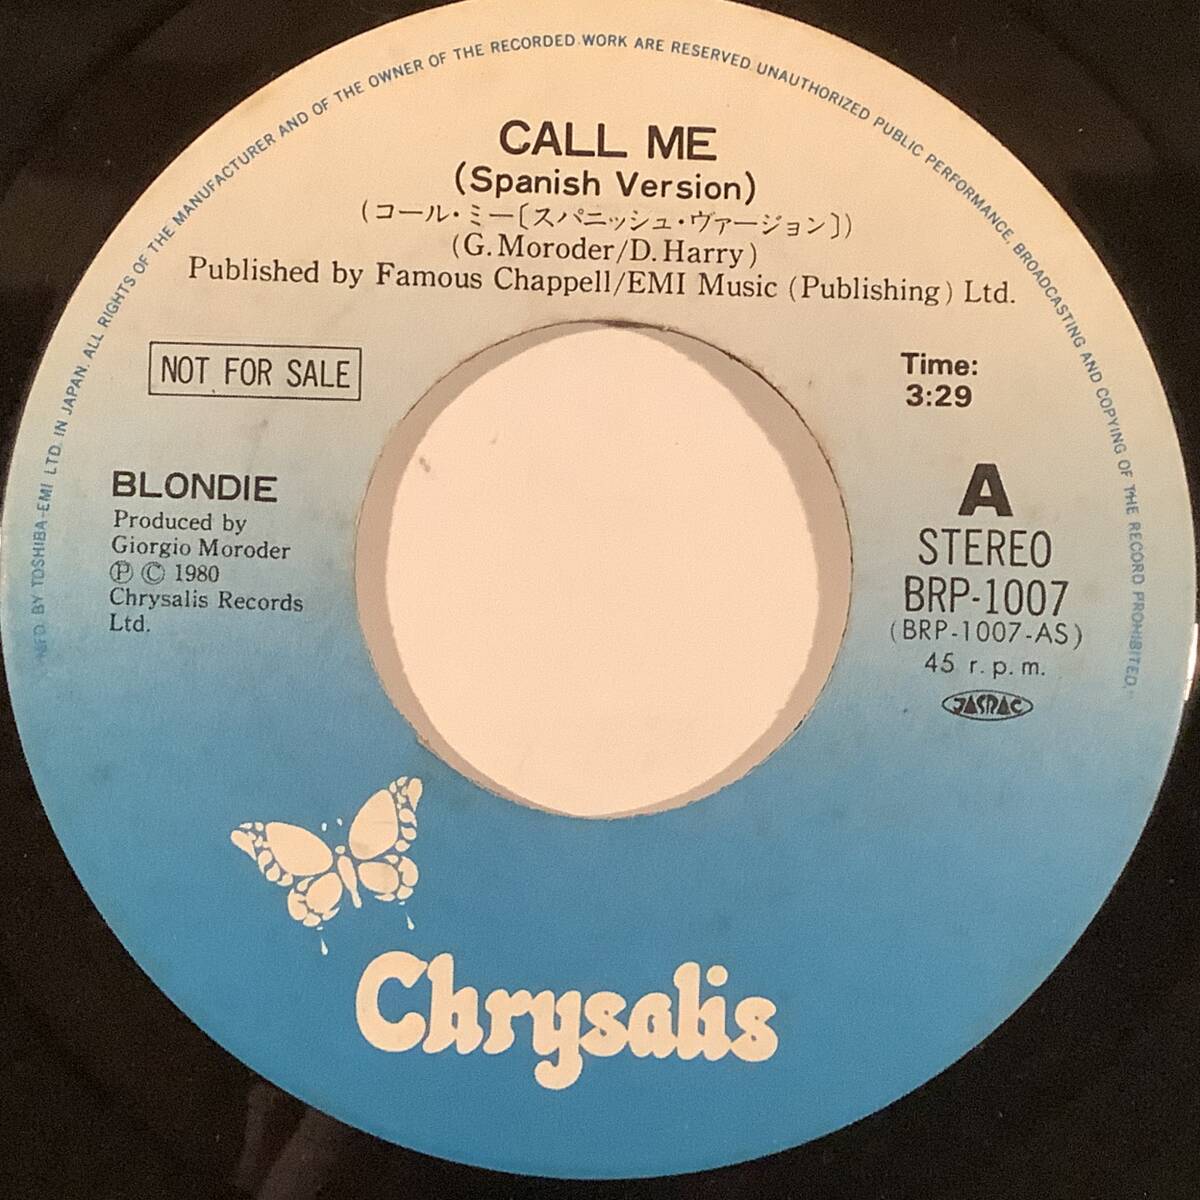 MFD. BY TOSHIBA-EMI LTD. IN JAPAN. ALL RIGHTS OF THE MANUFACTURER AND OF THE OWNER OF THE RECORDED WORK ARE RESERVED. UNAUTHORIZED PUBLIC PERFORMANCE, BROADCASTING AND COPYING OF THE RECORD PROHIBITED.
CALL ME
(Spanish Version)
(コール・ミー〔スパニッシュ・ヴァージョン〕)
(G. Moroder/D. Harry)
Published by Famous Chappell/EMI Music (Publishing) Ltd.
NOT FOR SALE
Time:
3:29
BLONDIE
Produced by
Giorgio Moroder
Ⓟ Ⓒ 1980
Chrysalis Records
Ltd.
A
STEREO
BRP-1007
(BRP-1007-AS)
45 r.p.m.
JASRAC
Chrysalis